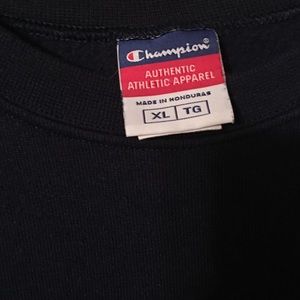 Champion®
AUTHENTIC
ATHLETIC APPAREL
MADE IN HONDURAS
XL TG